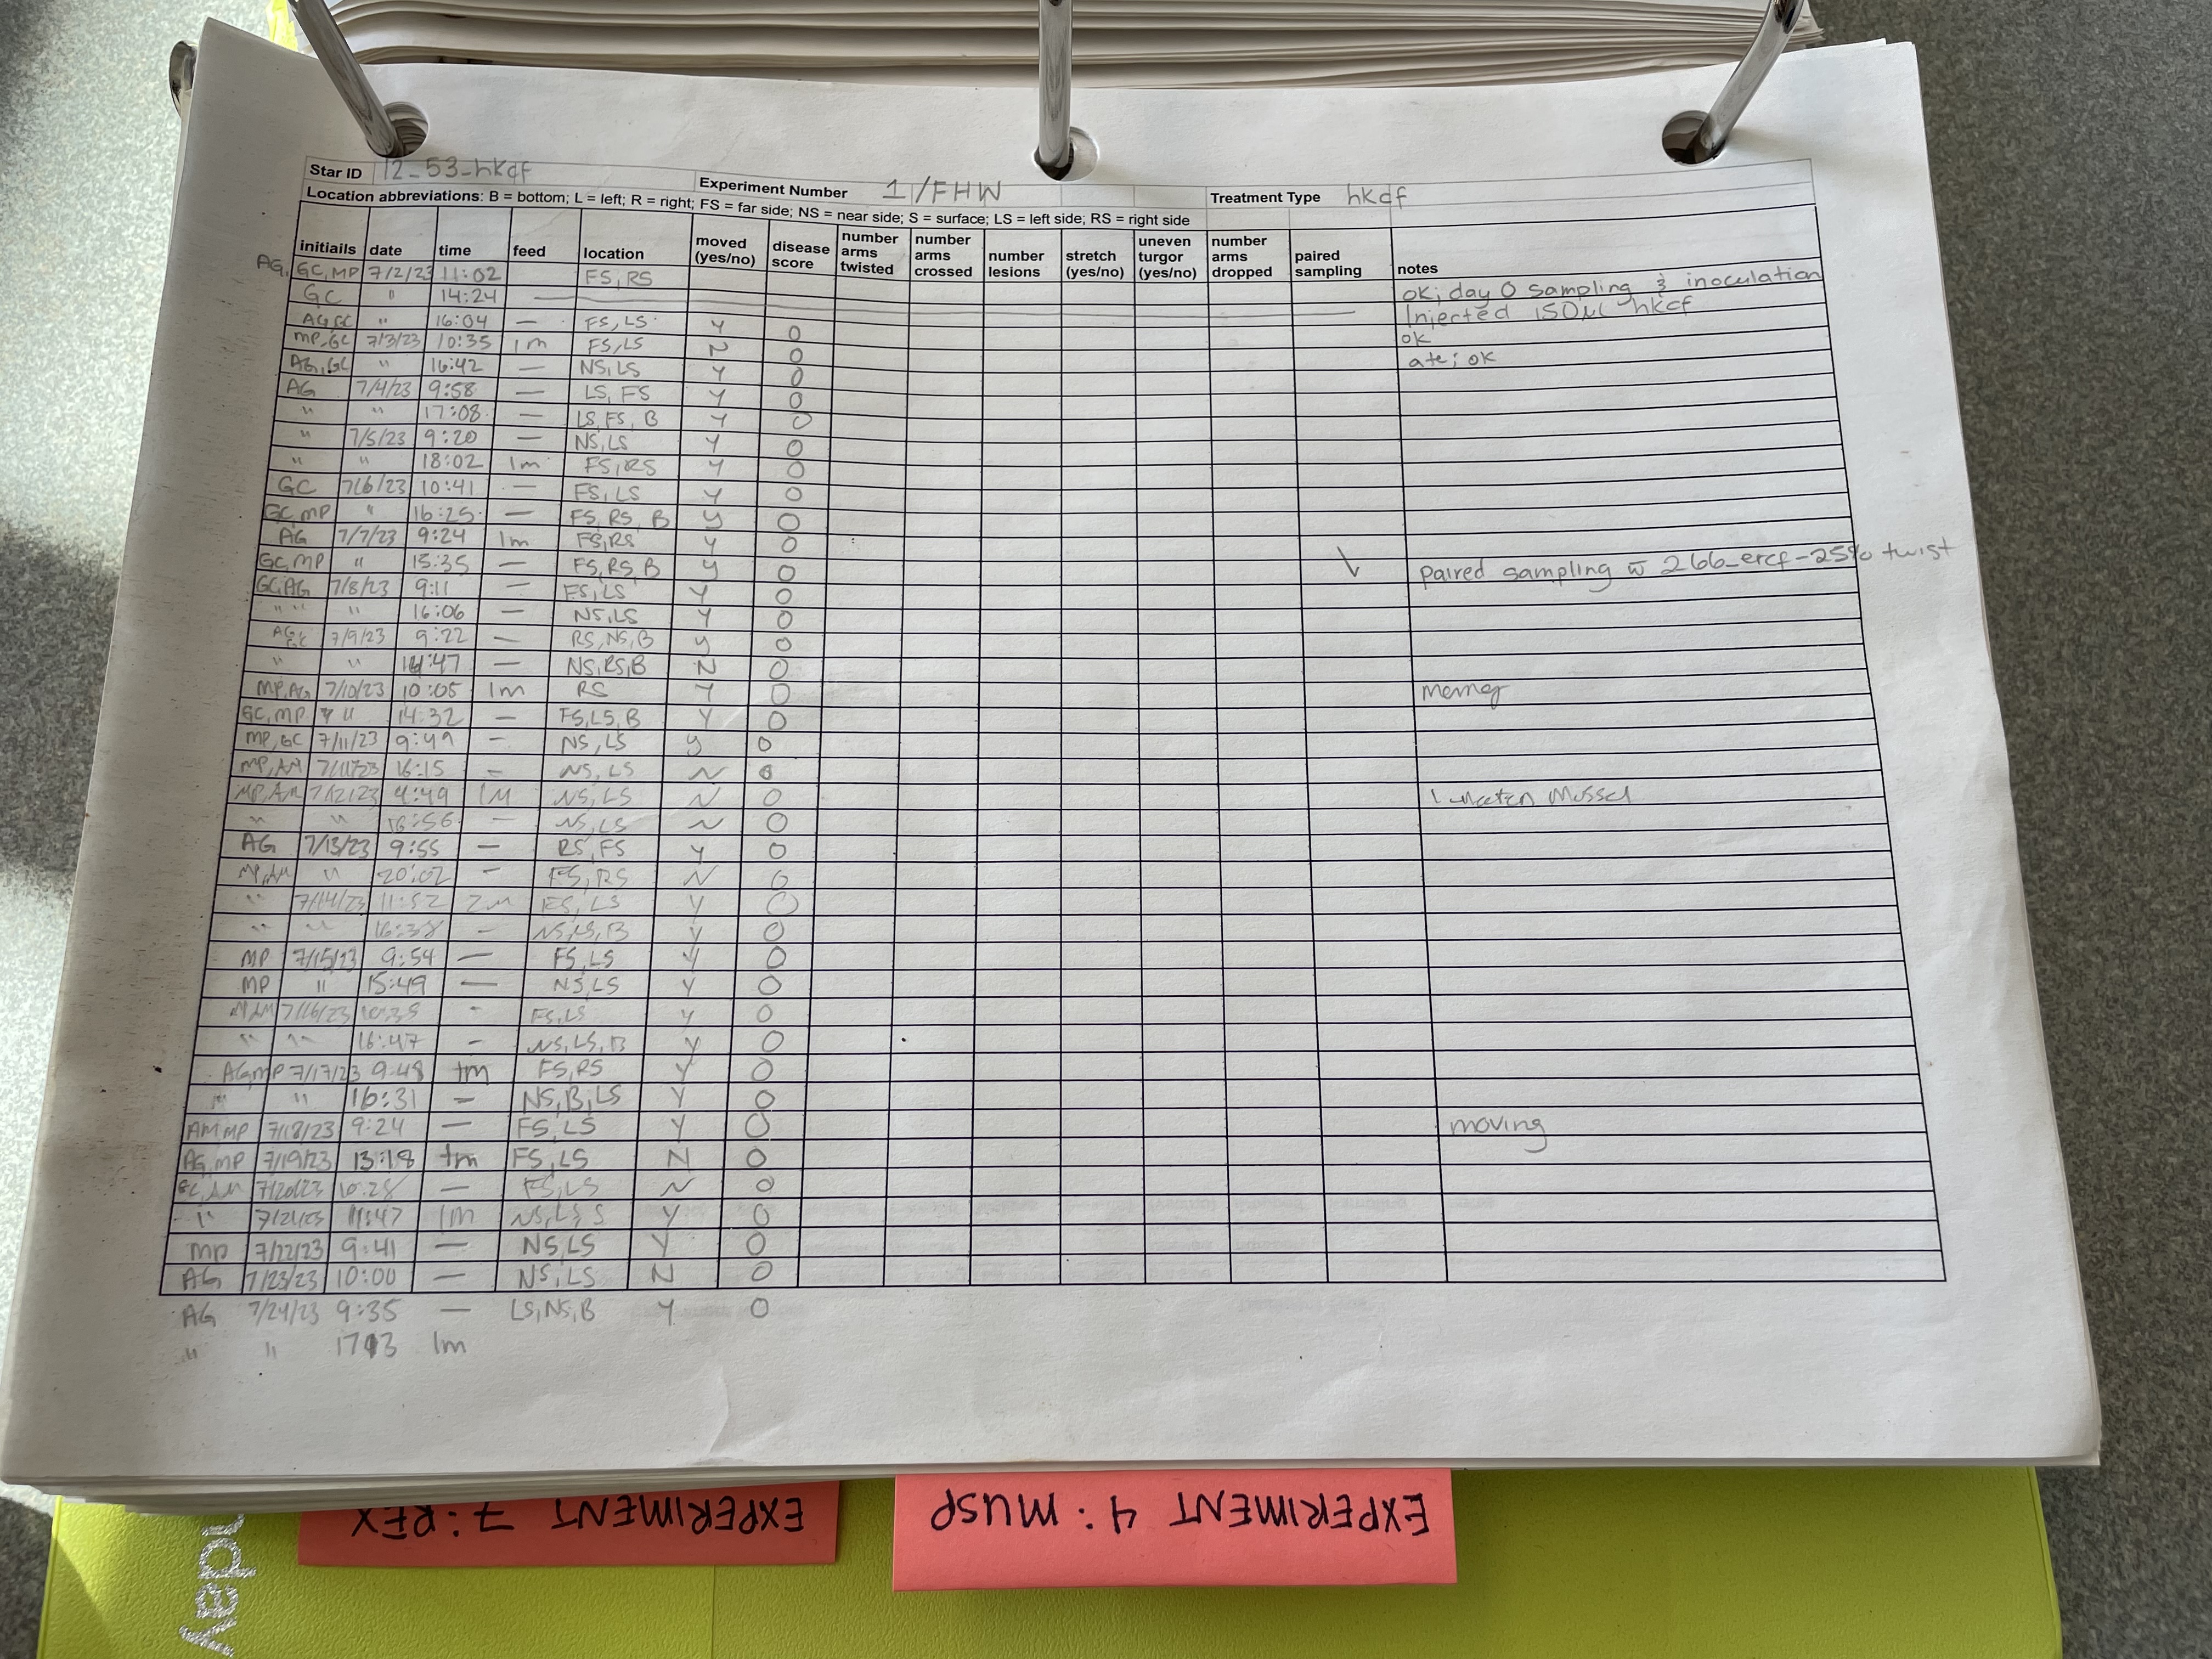 Star ID 12_53_hkcf Experiment Number 1/FHW Treatment Type hkcf
Location abbreviations: B = bottom; L = left; R = right; FS = far side; NS = near side; S = surface; LS = left side; RS = right side
initiails date time feed location moved (yes/no) disease score number arms twisted number arms crossed number lesions stretch (yes/no) uneven turgor (yes/no) number arms dropped paired sampling notes
AG, GC, MP 7/2/23 11:02 FS, RS ok; day 0 sampling & inoculation
GC " 14:24 — Injected 150µl hkcf
AG, GC " 16:04 — FS, LS Y 0 ok
MP, GC 7/3/23 10:35 1m FS, LS N 0 ate; ok
AG, GC " 16:42 — NS, LS Y 0
AG 7/4/23 9:58 — LS, FS Y 0
" " 17:08 — LS, FS, B Y 0
" 7/5/23 9:20 — NS, LS Y 0
" " 18:02 1m FS, RS Y 0
GC 7/6/23 10:41 — FS, LS Y 0
GC, MP " 16:25 — FS, RS, B y 0
AG 7/7/23 9:24 1m FS, RS Y 0
GC, MP " 15:35 — FS, RS, B y 0 paired sampling w 266_ercf-25% twist
GC, AG 7/8/23 9:11 — FS, LS Y 0
" " " 16:06 — NS, LS Y 0
AG, GC 7/9/23 9:22 — RS, NS, B y 0
" " :47 — NS, RS, B N 0
MP, AG 7/10/23 10:05 1m RS Y 0
GC, MP " 14:32 — FS, LS, B Y 0
MP, GC 7/11/23 9:49 — NS, LS y 0
MP, AM 7/11/23 16:15 — NS, LS N 0
MP, AM 7/12/23 :49 1M NS, LS N 0 1 Mussel
" " 16:56 — NS, LS N 0
AG 7/13/23 9:55 — RS, FS Y 0
MP, AM " 20:02 — FS, RS N 0
" 7/14/23 11:52 2M FS, LS Y 0
" " 16:38 — NS, LS, B Y 0
MP 7/15/23 9:54 — FS, LS Y 0
MP " 15:49 — NS, LS Y 0
7/16/23 10:35 - FS, LS Y 0
" " 16:47 — NS, LS, B Y 0
AG, MP 7/17/23 9:48 1m FS, RS Y 0
" " 16:31 — NS, B, LS Y 0
AM, MP 7/18/23 9:24 — FS, LS Y 0 moving
AG, MP 7/19/23 13:18 1m FS, LS N 0
GC, AM 7/20/23 10:28 — FS, LS N 0
" 7/21/23 11:47 1m NS, LS, S Y 0
MP 7/22/23 9:41 — NS, LS Y 0
AG 7/23/23 10:00 — NS, LS N 0
AG 7/24/23 9:35 — LS, NS, B Y 0
" " 1713 1m
EXPERIMENT 7: REX
EXPERIMENT 4: MUSP